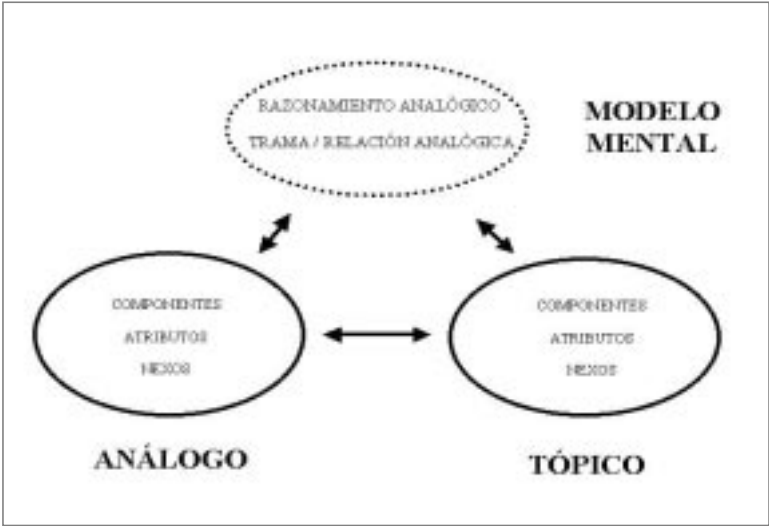 RAZONAMIENTO ANALÓGICO
TRAMA / RELACIÓN ANALÓGICA
MODELO
MENTAL
COMPONENTES
ATRIBUTOS
NEXOS
COMPONENTES
ATRIBUTOS
NEXOS
ANÁLOGO
TÓPICO